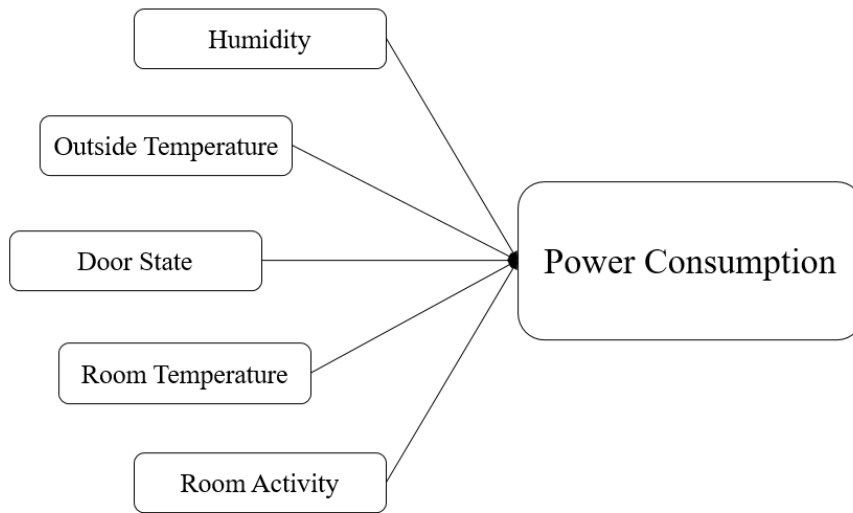 Humidity
Outside Temperature
Door State
Power Consumption
Room Temperature
Room Activity